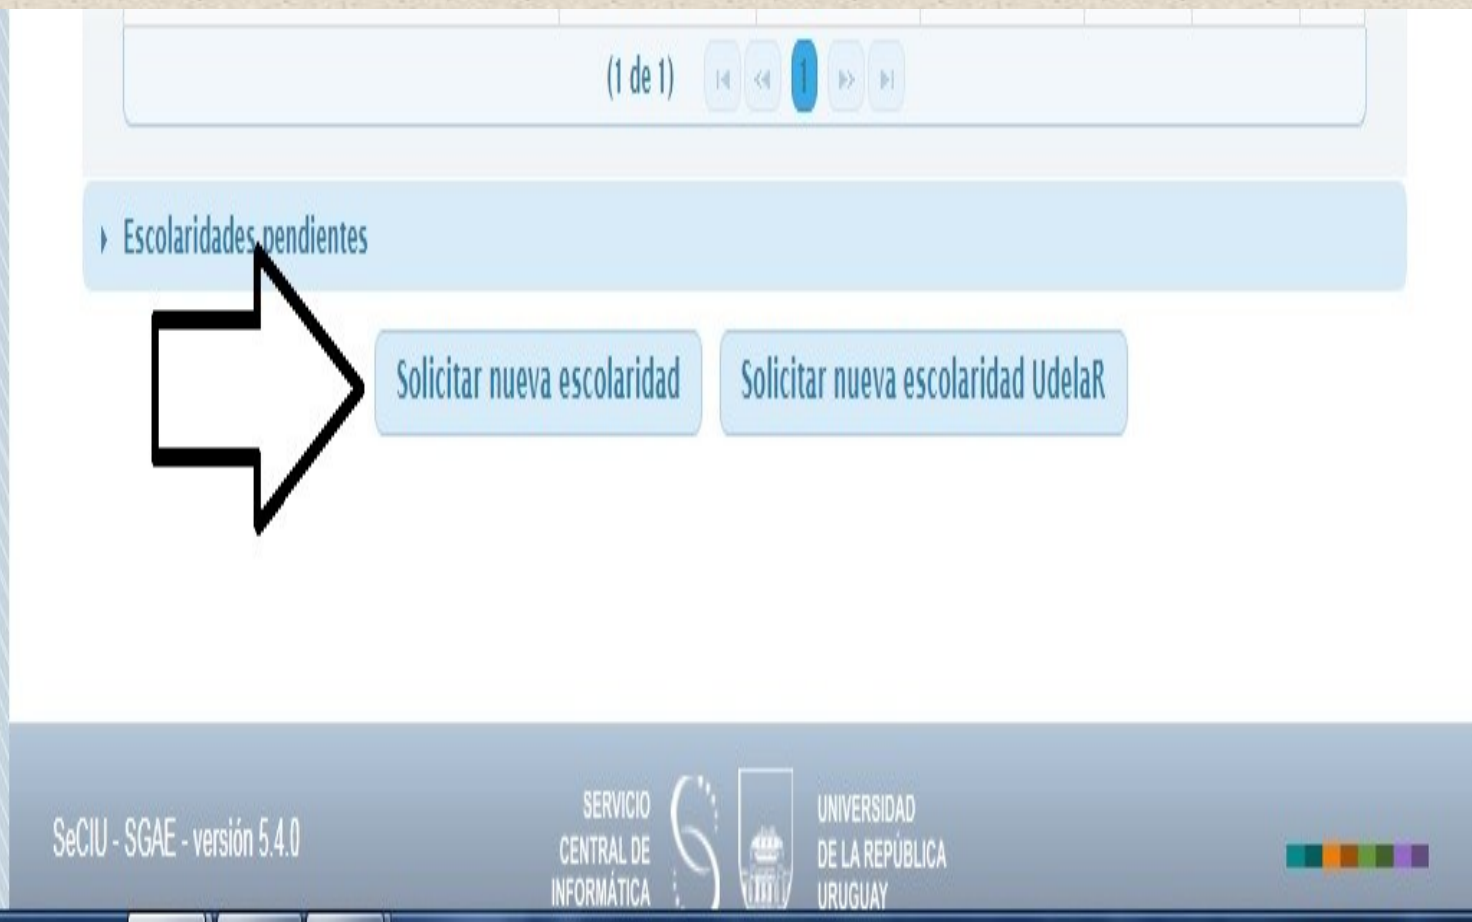 (1 de 1) 1
Escolaridades pendientes
Solicitar nueva escolaridad Solicitar nueva escolaridad UdelaR
SeCIU - SGAE - versión 5.4.0
SERVICIO
CENTRAL DE
INFORMÁTICA
UNIVERSIDAD
DE LA REPÚBLICA
URUGUAY